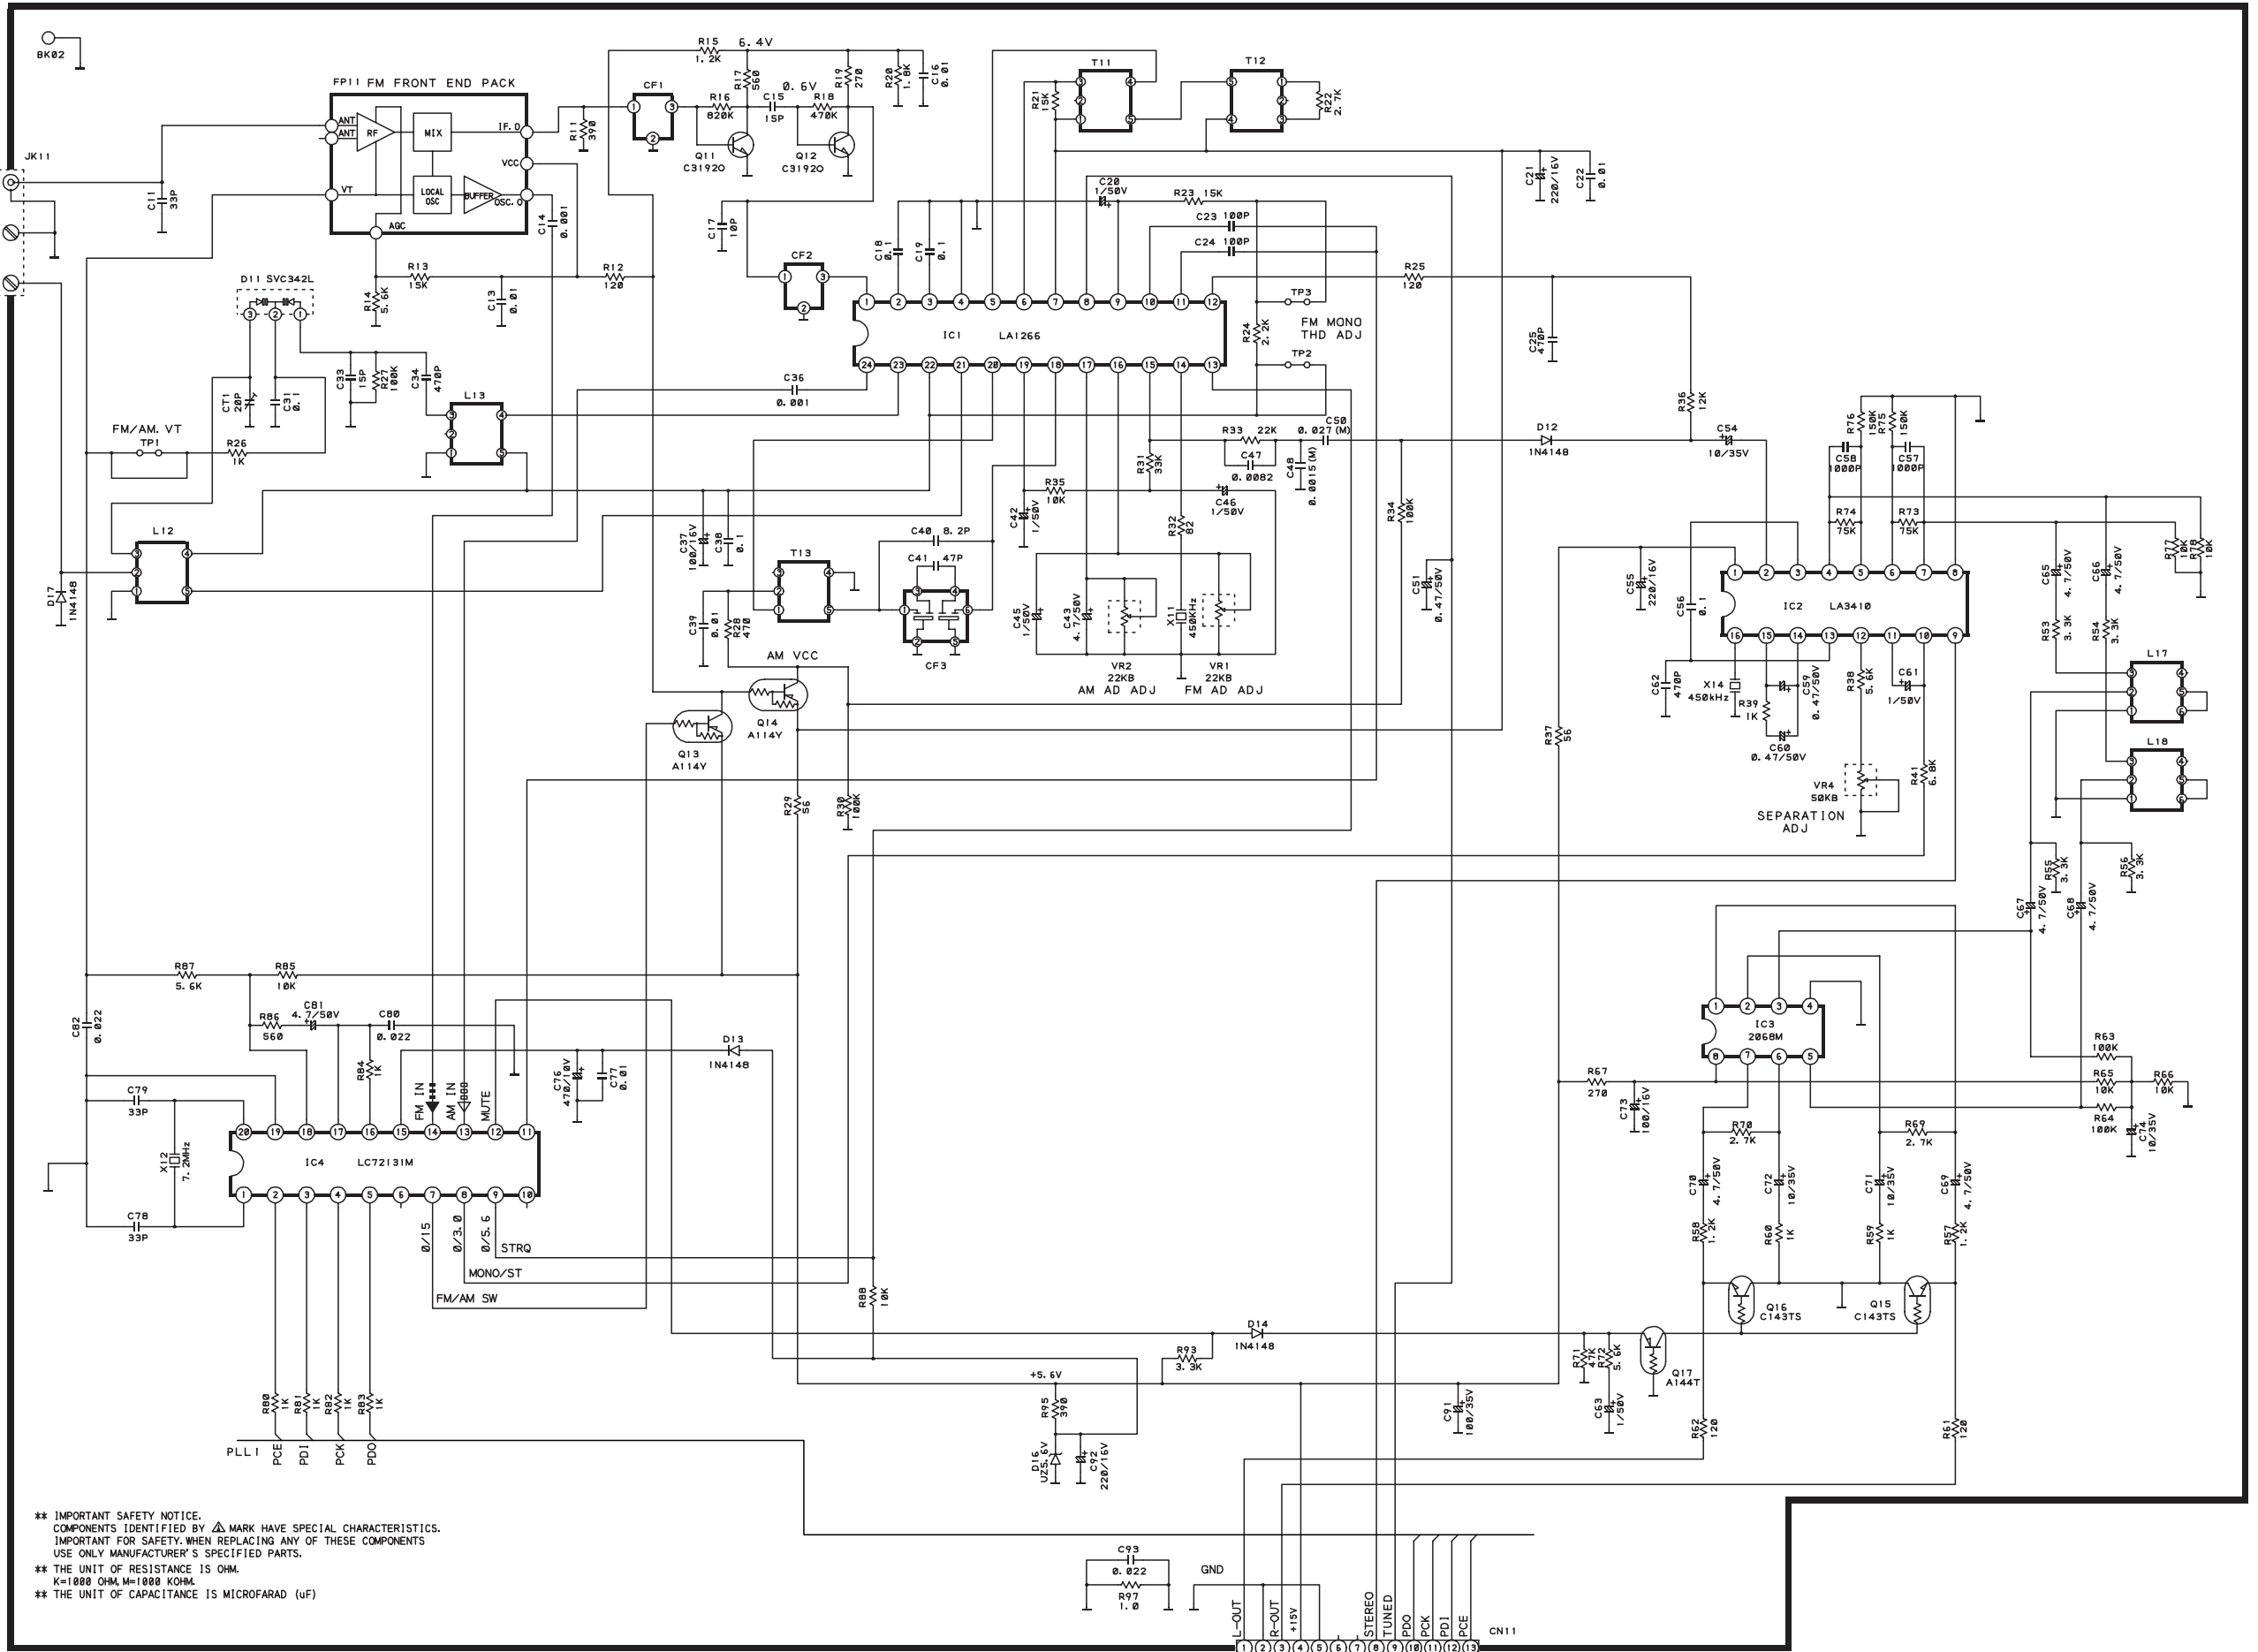 BK02
JK11
FP11 FM FRONT END PACK
ANT
ANT
RF
MIX
IF.O
VCC
VT
LOCAL
OSC
BUFFER
OSC.O
AGC
C11
33P
C14
0.001
R11
390
CF1
R15
1.2K
6.4V
R17
560
0.6V
R19
270
R20
1.8K
C16
0.01
R16
820K
C15
15P
R18
470K
Q11
C3192O
Q12
C3192O
T11
T12
R21
15K
R22
2.7K
C21
220/16V
C22
0.01
C20
1/50V
R23 15K
C23 100P
C24 100P
C17
10P
C18
0.1
C19
0.1
CF2
R25
120
D11 SVC342L
R13
15K
R14
5.6K
C13
0.01
R12
120
IC1 LA1266
TP3
FM MONO
THD ADJ
R24
2.2K
TP2
C25
470P
C33
15P
R27
100K
C34
470P
C36
0.001
CT1
20P
C31
0.1
L13
FM/AM. VT
TP1
R26
1K
R33 22K
C50
0.027(M)
C47
0.0082
C48
0.0015(M)
R31
33K
D12
1N4148
R36
12K
C54
10/35V
R76
150K
R75
150K
C58
1000P
C57
1000P
R35
10K
C46
1/50V
C42
1/50V
R32
82
R34
100K
R74
75K
R73
75K
R77
10K
R78
10K
L12
D17
1N4148
C37
100/16V
C38
0.1
C40 8.2P
C41 47P
T13
CF3
C39
0.01
R28
470
C45
1/50V
C43
4.7/50V
X11
450KHz
VR2
22KB
AM AD ADJ
VR1
22KB
FM AD ADJ
C51
0.47/50V
C55
220/16V
C56
0.1
IC2 LA3410
C65
4.7/50V
C66
4.7/50V
R53
3.3K
R54
3.3K
AM VCC
Q14
A114Y
Q13
A114Y
C62
470P
X14
450kHz
R39
1K
C59
0.47/50V
C60
0.47/50V
R38
5.6K
C61
1/50V
L17
L18
R37
56
R29
56
R30
100K
VR4
50KB
SEPARATION
ADJ
R41
6.8K
R55
3.3K
R56
3.3K
C67
4.7/50V
C68
4.7/50V
R87
5.6K
R85
10K
C82
0.022
R86
560
C81
4.7/50V
C80
0.022
R84
1K
C79
33P
FM IN
AM IN
MUTE
C76
470/10V
C77
0.01
D13
1N4148
X12
7.2MHz
IC4 LC72131M
C78
33P
IC3
2068M
R67
270
C73
100/16V
R63
100K
R65
10K
R66
10K
R64
100K
C74
10/35V
R70
2.7K
R69
2.7K
C70
4.7/50V
C72
10/35V
C71
10/35V
C69
4.7/50V
R58
1.2K
R60
1K
R59
1K
R57
1.2K
0/15
0/3.0
0/5.6
STRQ
MONO/ST
FM/AM SW
R88
10K
Q16
C143TS
Q15
C143TS
D14
1N4148
R93
3.3K
+5.6V
R71
47K
R72
5.6K
Q17
A144T
C63
1/50V
C91
100/35V
R95
390
D16
UZ5.6V
C92
220/16V
R62
120
R61
120
R80
1K
R81
1K
R82
1K
R83
1K
PLL1
PCE
PDI
PCK
PDO
** IMPORTANT SAFETY NOTICE.
COMPONENTS IDENTIFIED BY ⚠ MARK HAVE SPECIAL CHARACTERISTICS.
IMPORTANT FOR SAFETY. WHEN REPLACING ANY OF THESE COMPONENTS
USE ONLY MANUFACTURER'S SPECIFIED PARTS.
** THE UNIT OF RESISTANCE IS OHM.
K=1000 OHM, M=1000 KOHM.
** THE UNIT OF CAPACITANCE IS MICROFARAD (uF)
C93
0.022
R97
1.0
GND
L-OUT
R-OUT
+15V
STEREO
TUNED
PDO
PCK
PDI
PCE
1 2 3 4 5 6 7 8 9 10 11 12 13
CN11